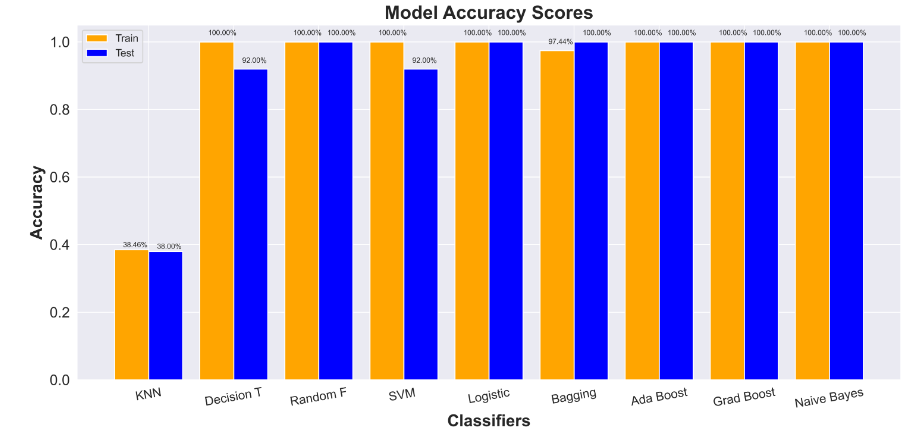 Model Accuracy Scores
Train
Test
100.00%
92.00%
100.00% 100.00%
100.00%
92.00%
100.00% 100.00%
97.44%
100.00%
100.00% 100.00%
100.00% 100.00%
100.00% 100.00%
38.46%
38.00%
1.0
0.8
0.6
0.4
0.2
0.0
Accuracy
KNN
Decision T
Random F
SVM
Logistic
Bagging
Ada Boost
Grad Boost
Naive Bayes
Classifiers